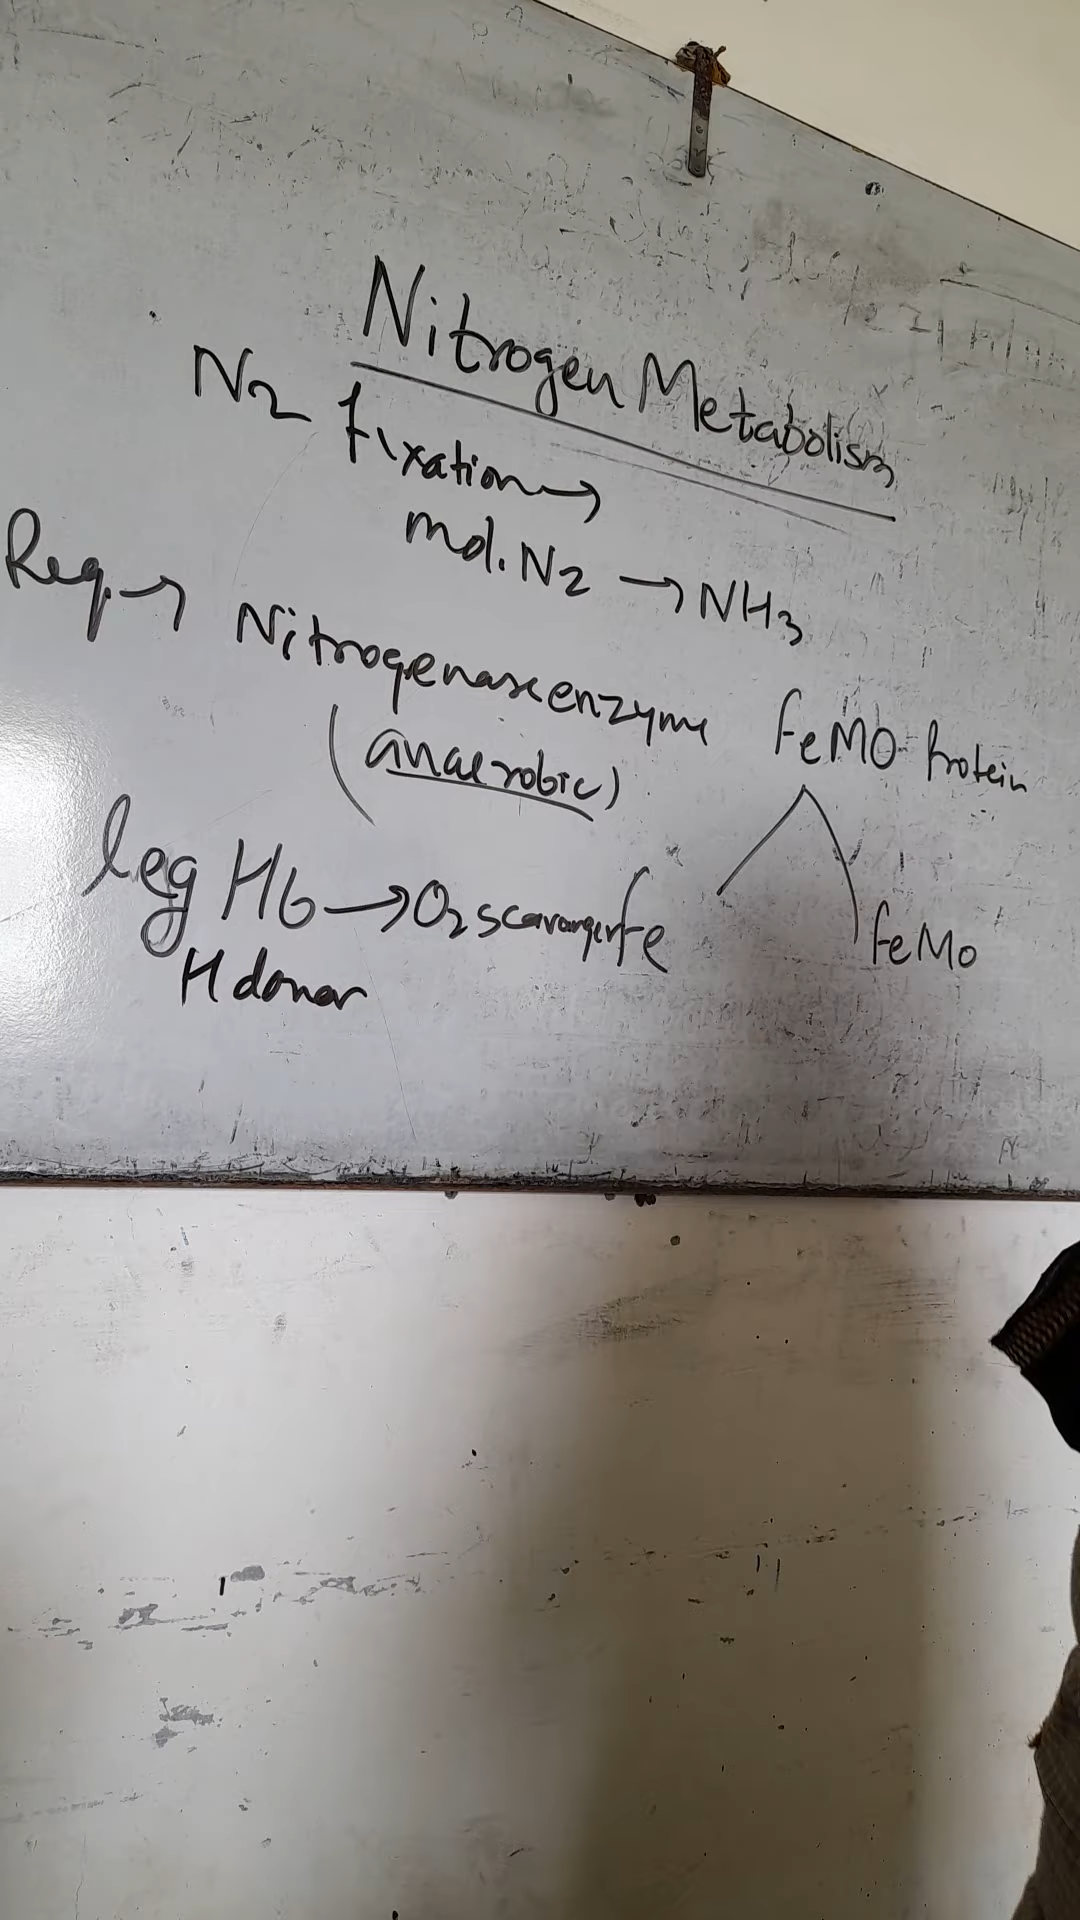 Nitrogen Metabolism
N2 fixation →
mol. N2 → NH3
Req. →
Nitrogenase enzyme
(anaerobic)
FeMO Protein
Fe
FeMo
leg Hb → O2 scavanger
H donor